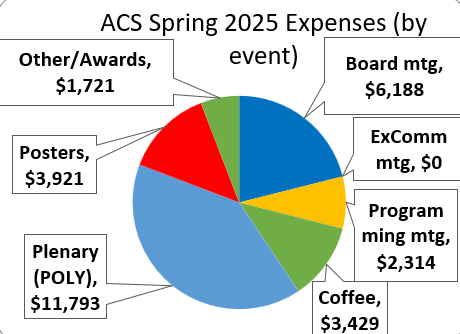 ACS Spring 2025 Expenses (by
event)
Other/Awards,
$1,721
Board mtg,
$6,188
ExComm
mtg, $0
Posters,
$3,921
Program
ming mtg,
$2,314
Plenary
(POLY),
$11,793
Coffee,
$3,429